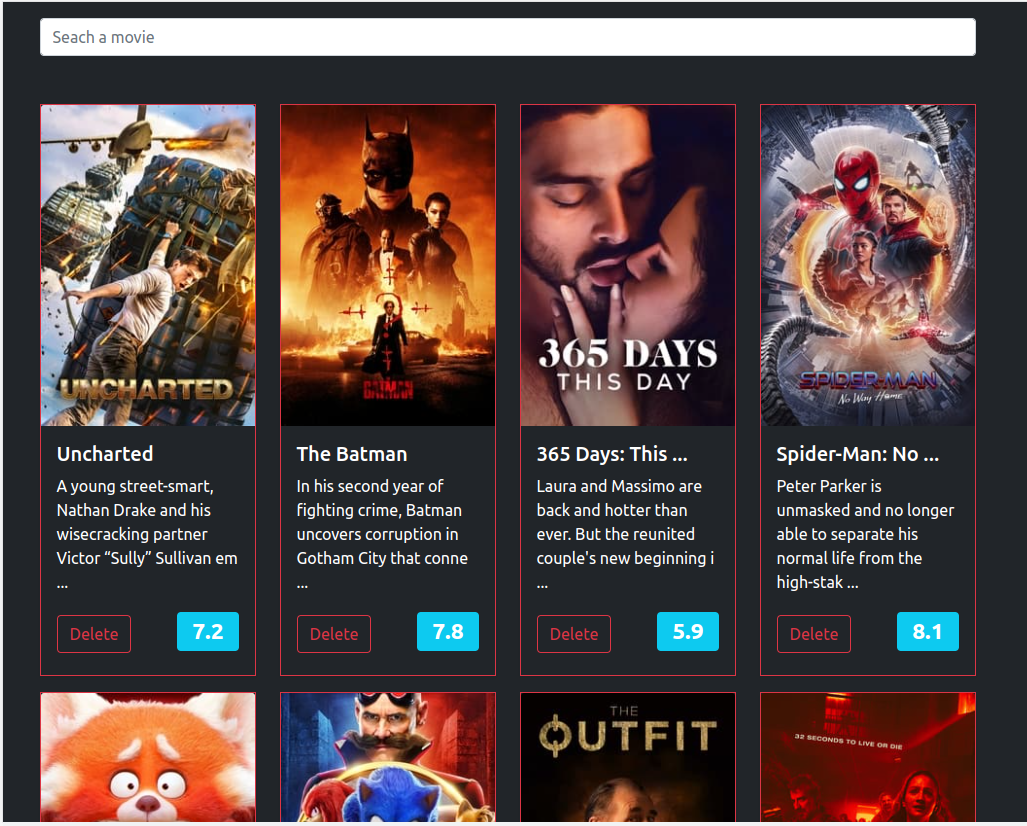 Seach a movie
UNCHARTED
THE
BATMAN
365 DAYS
THIS DAY
SPIDER-MAN
No Way Home
Uncharted
A young street-smart,
Nathan Drake and his
wisecracking partner
Victor “Sully” Sullivan em
...
Delete
7.2
The Batman
In his second year of
fighting crime, Batman
uncovers corruption in
Gotham City that conne
...
Delete
7.8
365 Days: This ...
Laura and Massimo are
back and hotter than
ever. But the reunited
couple's new beginning i
...
Delete
5.9
Spider-Man: No ...
Peter Parker is
unmasked and no longer
able to separate his
normal life from the
high-stak ...
Delete
8.1
THE
OUTFIT
32 SECONDS TO LIVE OR DIE